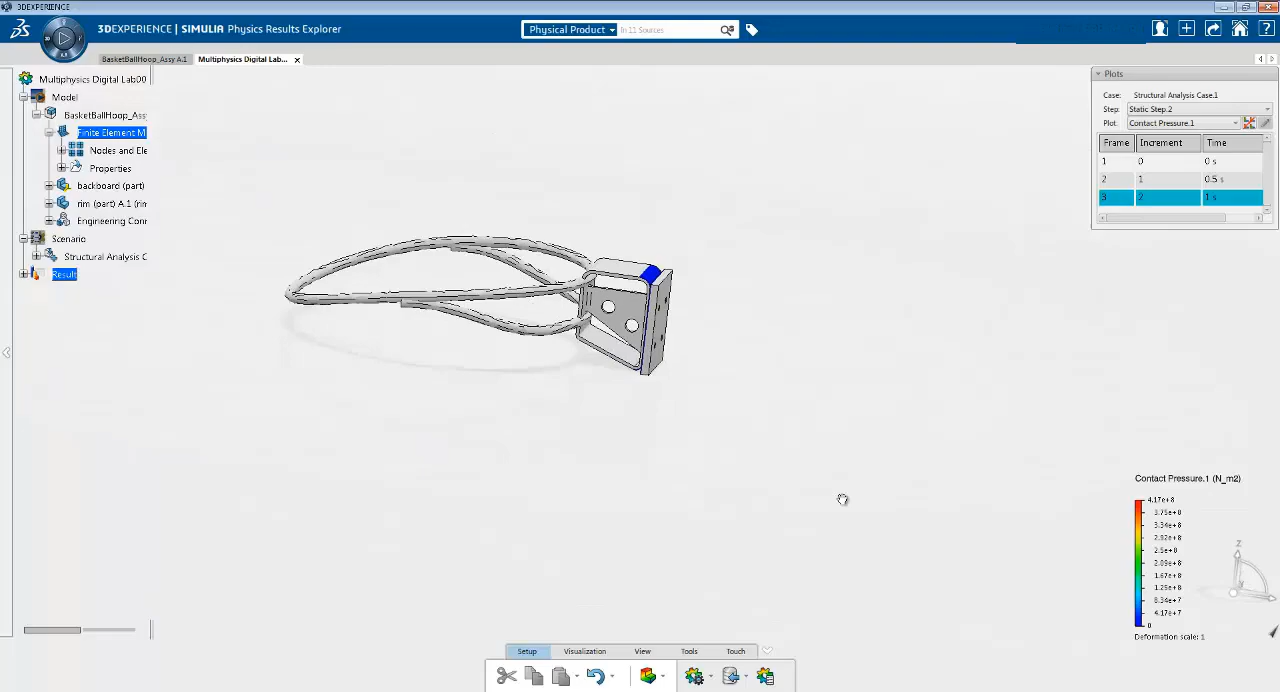 3DEXPERIENCE
3DEXPERIENCE | SIMULIA Physics Results Explorer
Physical Product
In 11 Sources
BasketBallHoop_Assy A.1
Multiphysics Digital Lab...
Multiphysics Digital Lab00
Model
BasketBallHoop_Assy
Finite Element M
Nodes and Ele
Properties
backboard (part)
rim (part) A.1 (rim
Engineering Conn
Scenario
Structural Analysis C
Result
Plots
Case: Structural Analysis Case.1
Step: Static Step.2
Plot: Contact Pressure.1
Frame Increment Time
1 0 0 s
2 1 0.5 s
3 2 1 s
Contact Pressure.1 (N_m2)
4.17e+8
3.75e+8
3.34e+8
2.92e+8
2.5e+8
2.09e+8
1.67e+8
1.25e+8
8.34e+7
4.17e+7
0
Deformation scale: 1
Z
Setup Visualization View Tools Touch